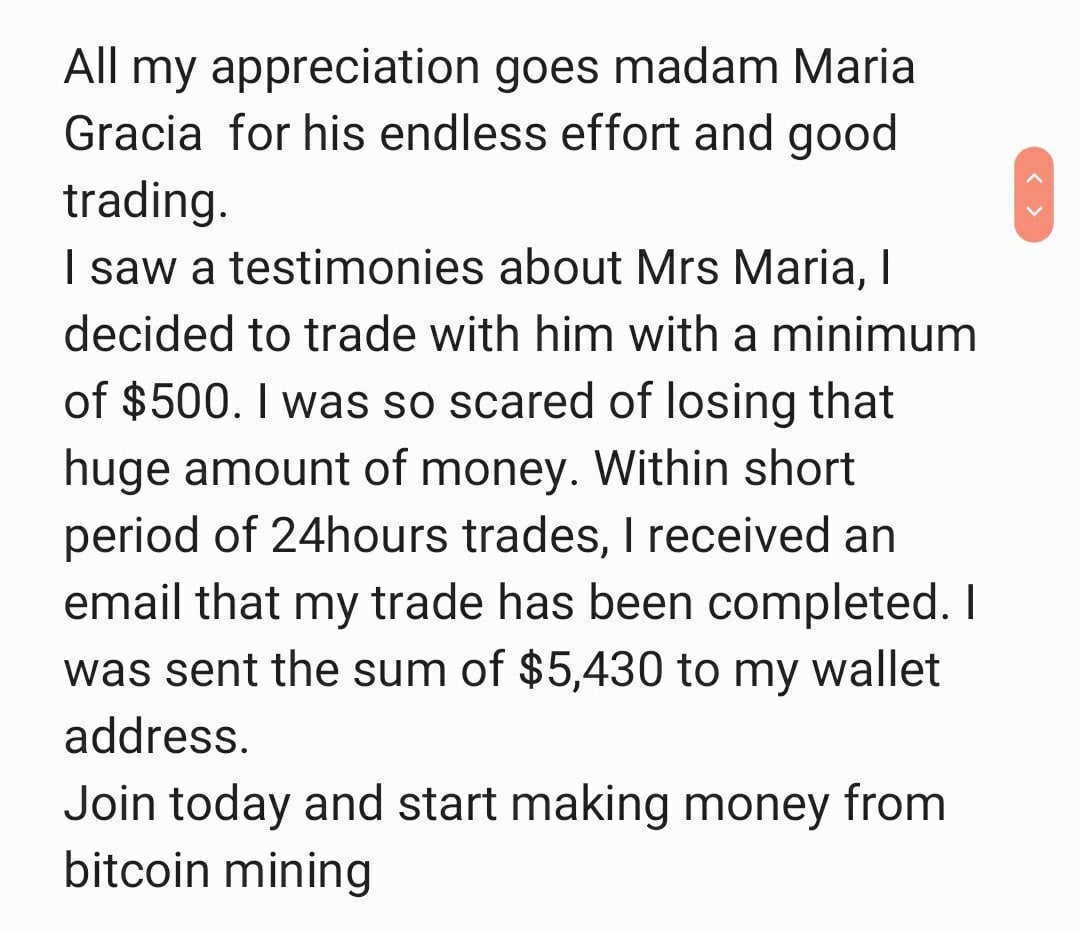 All my appreciation goes madam Maria
Gracia  for his endless effort and good
trading.
I saw a testimonies about Mrs Maria, I
decided to trade with him with a minimum
of $500. I was so scared of losing that
huge amount of money. Within short
period of 24hours trades, I received an
email that my trade has been completed. I
was sent the sum of $5,430 to my wallet
address.
Join today and start making money from
bitcoin mining